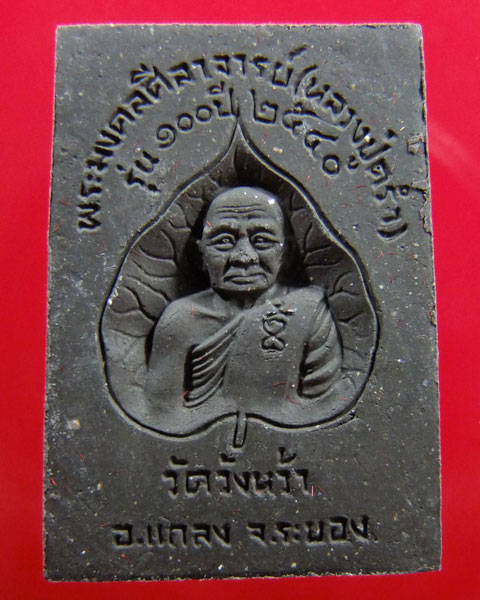 พระมงคลศีลาจารย์(หลวงปู่คร่ำ)
รุ่น ๑๐๐ปี ๒๕๔๐
วัดวังหว้า
อ.แกลง จ.ระยอง